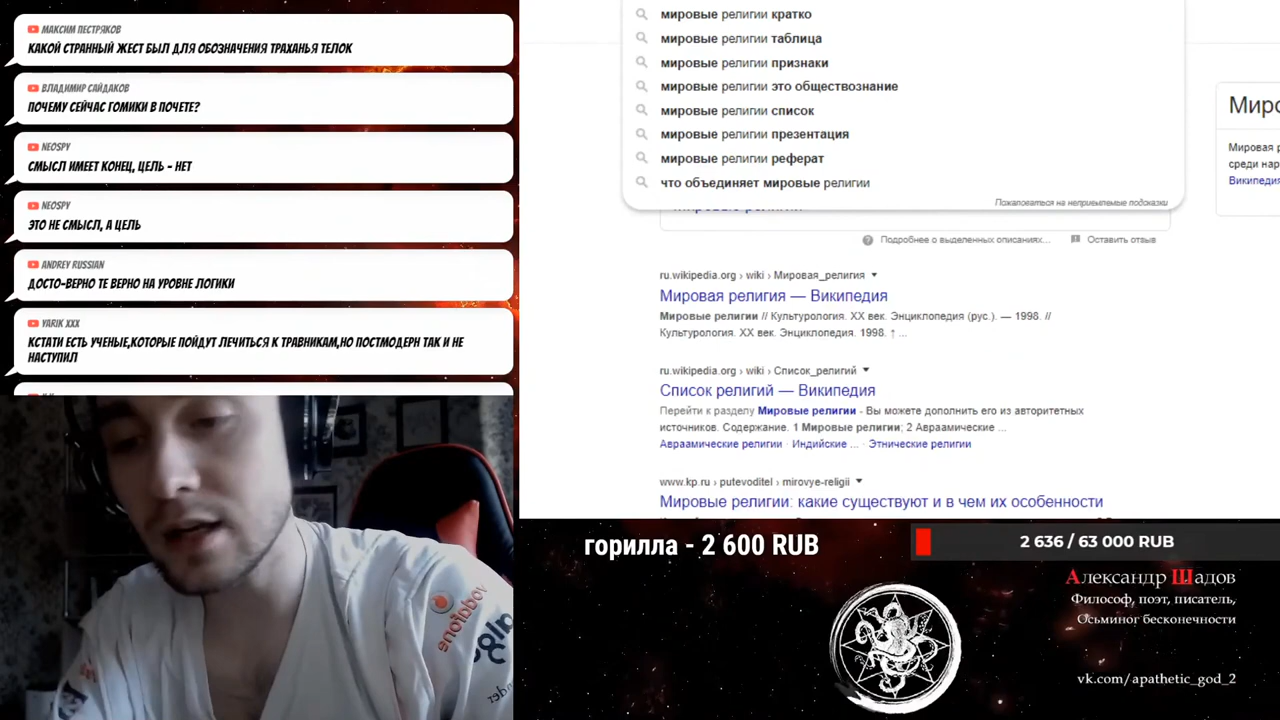 МАКСИМ ПЕСТРЯКОВ
КАКОЙ СТРАННЫЙ ЖЕСТ БЫЛ ДЛЯ ОБОЗНАЧЕНИЯ ТРАХАНЬЯ ТЕЛОК
ВЛАДИМИР САЙДАКОВ
ПОЧЕМУ СЕЙЧАС ГОМИКИ В ПОЧЕТЕ?
NEOSPY
СМЫСЛ ИМЕЕТ КОНЕЦ, ЦЕЛЬ - НЕТ
NEOSPY
ЭТО НЕ СМЫСЛ, А ЦЕЛЬ
ANDREY RUSSIAN
ДОСТО-ВЕРНО ТЕ ВЕРНО НА УРОВНЕ ЛОГИКИ
YARIK XXX
КСТАТИ ЕСТЬ УЧЕНЫЕ,КОТОРЫЕ ПОЙДУТ ЛЕЧИТЬСЯ К ТРАВНИКАМ,НО ПОСТМОДЕРН ТАК И НЕ
НАСТУПИЛ
мировые религии кратко
мировые религии таблица
мировые религии признаки
мировые религии это обществознание
мировые религии список
мировые религии презентация
мировые религии реферат
что объединяет мировые религии
Пожаловаться на неприемлемые подсказки
Подробнее о выделенных описаниях...
Оставить отзыв
ru.wikipedia.org › wiki › Мировая_религия
Мировая религия — Википедия
Мировые религии // Культурология. XX век. Энциклопедия (рус.). — 1998. //
Культурология. XX век. Энциклопедия. 1998. ↑ ...
ru.wikipedia.org › wiki › Список_религий
Список религий — Википедия
Перейти к разделу Мировые религии - Вы можете дополнить его из авторитетных
источников. Содержание. 1 Мировые религии; 2 Авраамические ...
Авраамические религии · Индийские ... · Этнические религии
www.kp.ru › putevoditel › mirovye-religii
Мировые религии: какие существуют и в чем их особенности
Миро
Мировая р
среди нар
Википедия
горилла - 2 600 RUB
2 636 / 63 000 RUB
Александр Шадов
Философ, поэт, писатель,
Осьминог бесконечности
vk.com/apathetic_god_2
vodafone